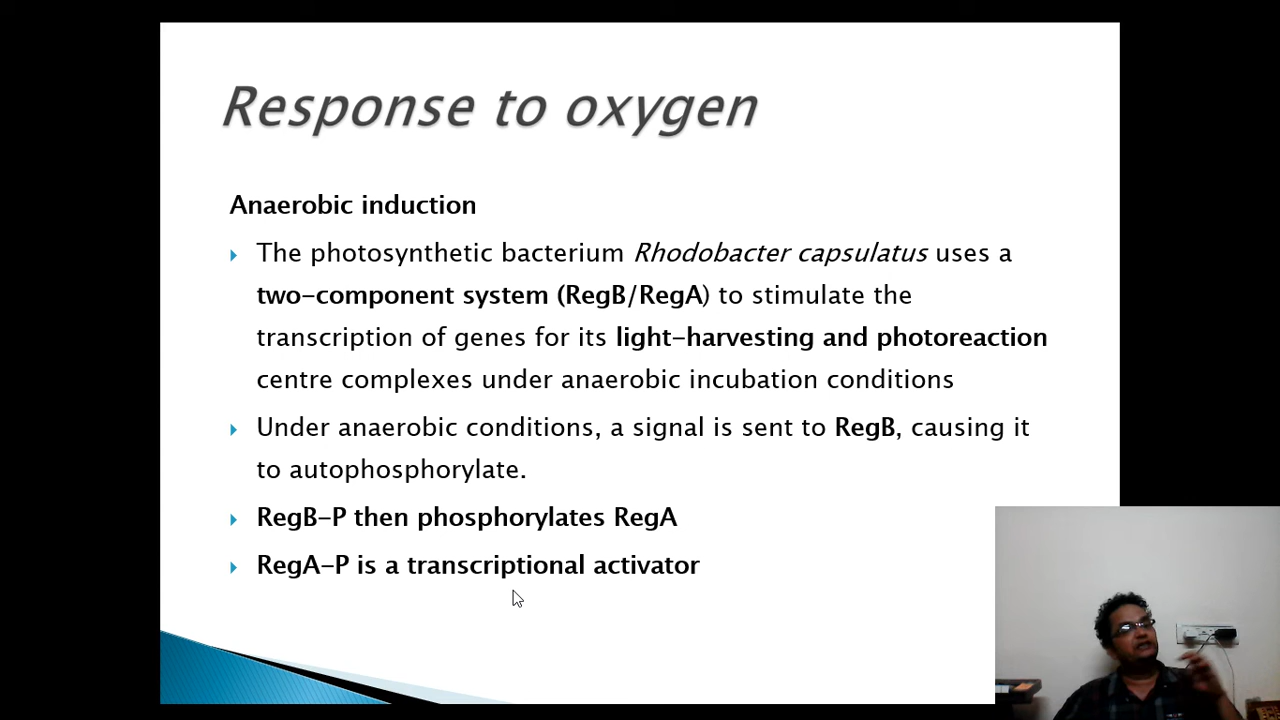 Response to oxygen
Anaerobic induction
The photosynthetic bacterium Rhodobacter capsulatus uses a
two-component system (RegB/RegA) to stimulate the
transcription of genes for its light-harvesting and photoreaction
centre complexes under anaerobic incubation conditions
Under anaerobic conditions, a signal is sent to RegB, causing it
to autophosphorylate.
RegB-P then phosphorylates RegA
RegA-P is a transcriptional activator